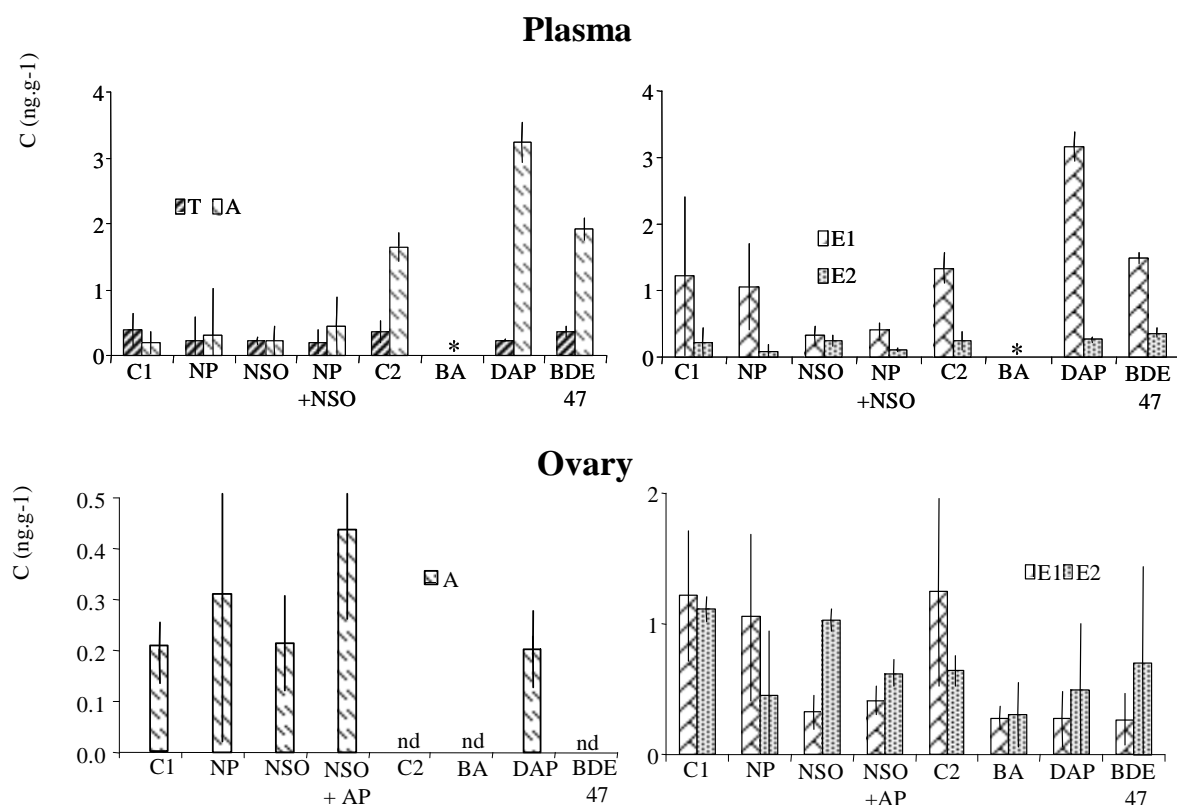 Plasma
C (ng.g-1)
4
3
2
1
0
T A
*
C1 NP NSO NP C2 BA DAP BDE
+NSO 47
4
3
2
1
0
E1
E2
*
C1 NP NSO NP C2 BA DAP BDE
+NSO 47
Ovary
C (ng.g-1)
0.5
0.4
0.3
0.2
0.1
0.0
A
nd nd nd
C1 NP NSO NSO C2 BA DAP BDE
+ AP 47
2
1
0
E1 E2
C1 NP NSO NSO C2 BA DAP BDE
+AP 47